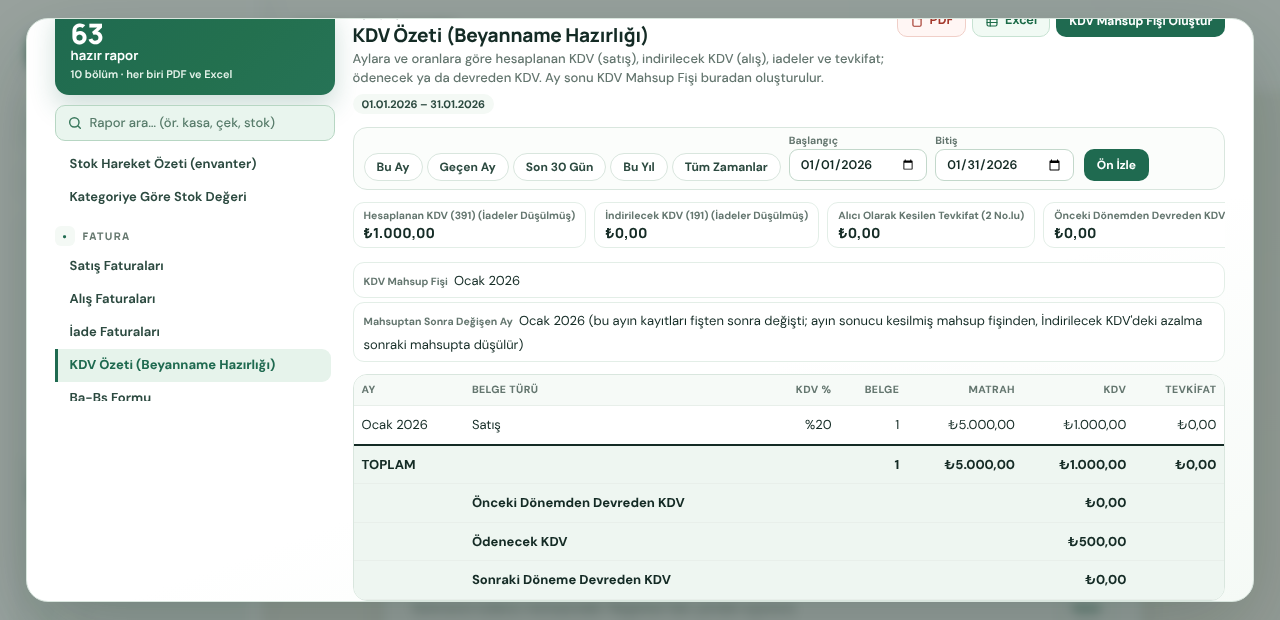 63
hazır rapor
10 bölüm · her biri PDF ve Excel
Rapor ara... (ör. kasa, çek, stok)
Stok Hareket Özeti (envanter)
Kategoriye Göre Stok Değeri
FATURA
Satış Faturaları
Alış Faturaları
İade Faturaları
KDV Özeti (Beyanname Hazırlığı)
Ba-Bs Formu
PDF
Excel
KDV Mahsup Fişi Oluştur
KDV Özeti (Beyanname Hazırlığı)
Aylara ve oranlara göre hesaplanan KDV (satış), indirilecek KDV (alış), iadeler ve tevkifat;
ödenecek ya da devreden KDV. Ay sonu KDV Mahsup Fişi buradan oluşturulur.
01.01.2026 – 31.01.2026
Bu Ay
Geçen Ay
Son 30 Gün
Bu Yıl
Tüm Zamanlar
Başlangıç
01/01/2026
Bitiş
01/31/2026
Ön İzle
Hesaplanan KDV (391) (İadeler Düşülmüş)
₺1.000,00
İndirilecek KDV (191) (İadeler Düşülmüş)
₺0,00
Alıcı Olarak Kesilen Tevkifat (2 No.lu)
₺0,00
Önceki Dönemden Devreden KDV
₺0,00
KDV Mahsup Fişi Ocak 2026
Mahsuptan Sonra Değişen Ay Ocak 2026 (bu ayın kayıtları fişten sonra değişti; ayın sonucu kesilmiş mahsup fişinden, İndirilecek KDV'deki azalma
sonraki mahsupta düşülür)
AY BELGE TÜRÜ KDV % BELGE MATRAH KDV TEVKİFAT
Ocak 2026 Satış %20 1 ₺5.000,00 ₺1.000,00 ₺0,00
TOPLAM 1 ₺5.000,00 ₺1.000,00 ₺0,00
Önceki Dönemden Devreden KDV ₺0,00
Ödenecek KDV ₺500,00
Sonraki Döneme Devreden KDV ₺0,00